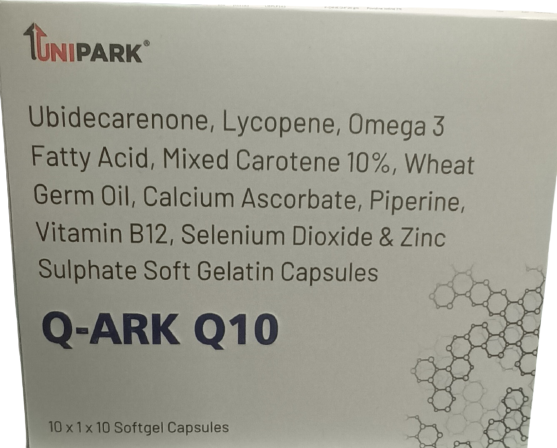 UNIPARK®
Ubidecarenone, Lycopene, Omega 3
Fatty Acid, Mixed Carotene 10%, Wheat
Germ Oil, Calcium Ascorbate, Piperine,
Vitamin B12, Selenium Dioxide & Zinc
Sulphate Soft Gelatin Capsules
Q-ARK Q10
10 x 1 x 10 Softgel Capsules